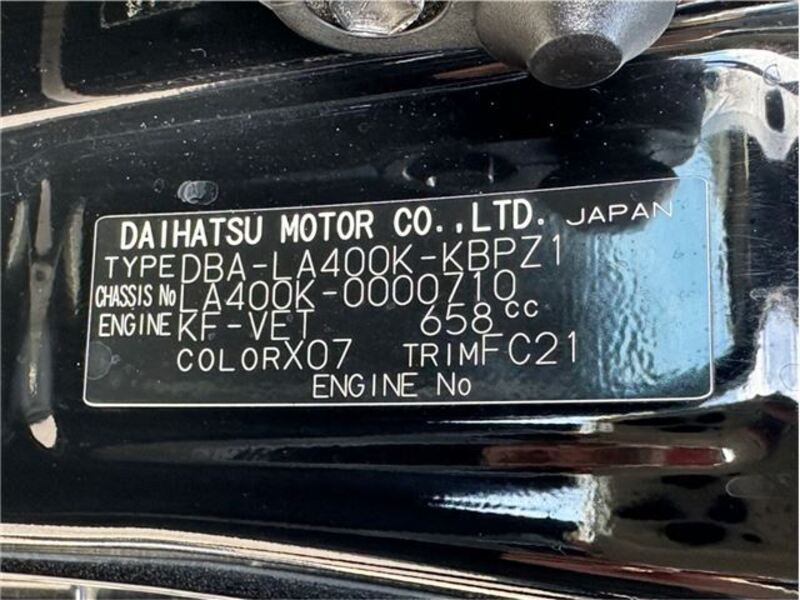 DAIHATSU MOTOR CO.,LTD. JAPAN
TYPE DBA-LA400K-KBPZ1
CHASSIS No LA400K-0000710
ENGINE KF-VET 658 cc
COLOR X07 TRIM FC21
ENGINE No